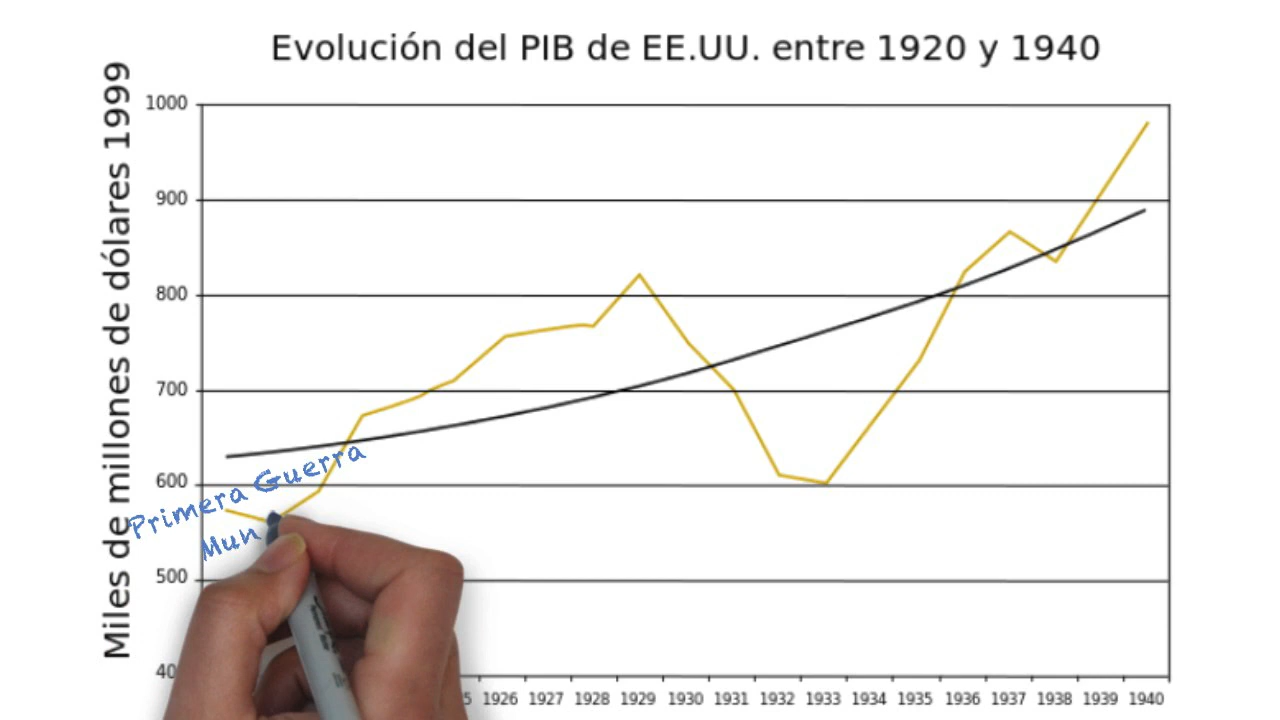 Evolución del PIB de EE.UU. entre 1920 y 1940
Miles de millones de dólares 1999
1000
900
800
700
600
500
40
Primera Guerra
Mun
5 1926 1927 1928 1929 1930 1931 1932 1933 1934 1935 1936 1937 1938 1939 1940